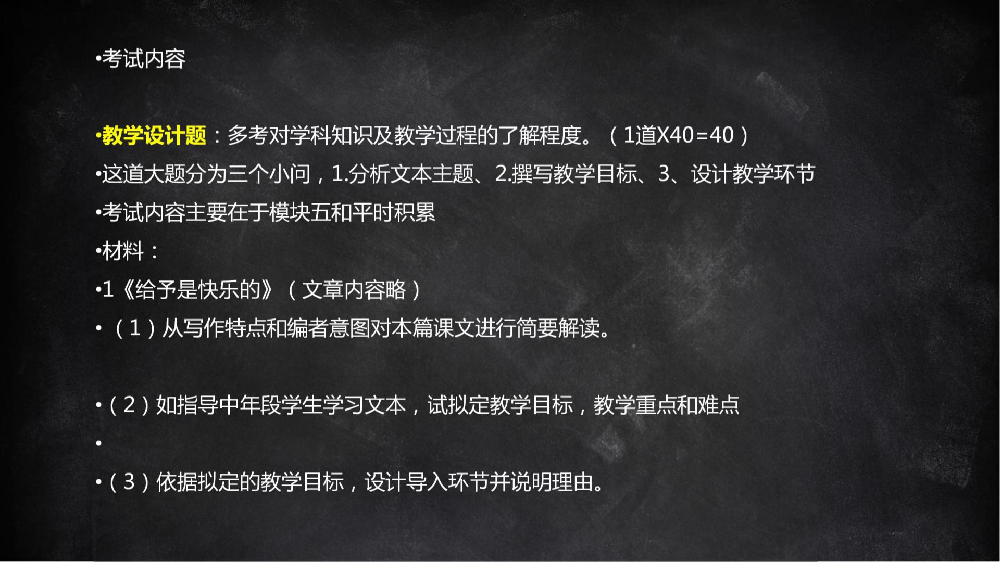 •考试内容
•教学设计题：多考对学科知识及教学过程的了解程度。（1道X40=40）
•这道大题分为三个小问，1.分析文本主题、2.撰写教学目标、3、设计教学环节
•考试内容主要在于模块五和平时积累
•材料：
•1《给予是快乐的》（文章内容略）
•（1）从写作特点和编者意图对本篇课文进行简要解读。
•（2）如指导中年段学生学习文本，试拟定教学目标，教学重点和难点
•
•（3）依据拟定的教学目标，设计导入环节并说明理由。